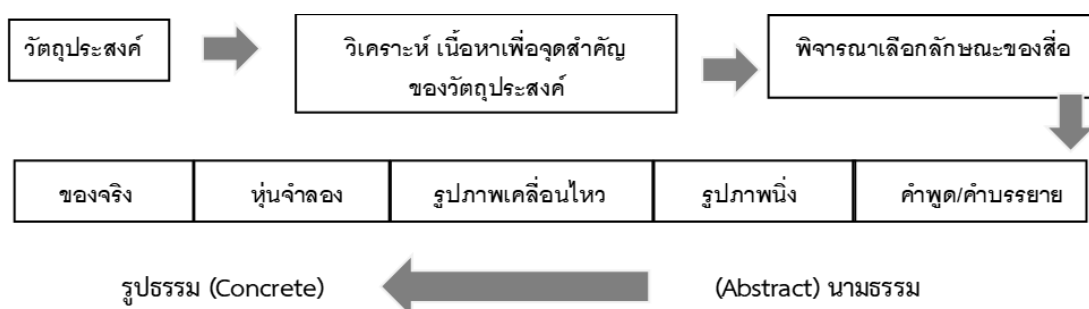 วัตถุประสงค์
วิเคราะห์ เนื้อหาเพื่อจุดสำคัญ
ของวัตถุประสงค์
พิจารณาเลือกลักษณะของสื่อ
ของจริง
หุ่นจำลอง
รูปภาพเคลื่อนไหว
รูปภาพนิ่ง
คำพูด/คำบรรยาย
รูปธรรม (Concrete)
(Abstract) นามธรรม